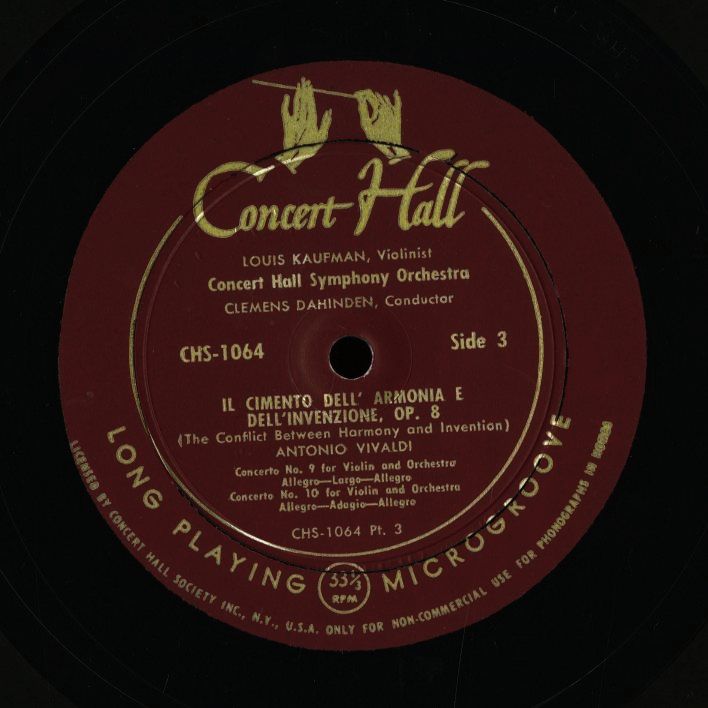 Concert Hall
LOUIS KAUFMAN, Violinist
Concert Hall Symphony Orchestra
CLEMENS DAHINDEN, Conductor
CHS-1064
Side 3
IL CIMENTO DELL' ARMONIA E
DELL'INVENZIONE, OP. 8
(The Conflict Between Harmony and Invention)
ANTONIO VIVALDI
Concerto No. 9 for Violin and Orchestra
Allegro—Largo—Allegro
Concerto No. 10 for Violin and Orchestra
Allegro—Adagio—Allegro
CHS-1064 Pt. 3
LONG PLAYING 33⅓ RPM MICROGROOVE
LICENSED BY CONCERT HALL SOCIETY INC., N.Y., U.S.A. ONLY FOR NON-COMMERCIAL USE FOR PHONOGRAPHS IN HOMES